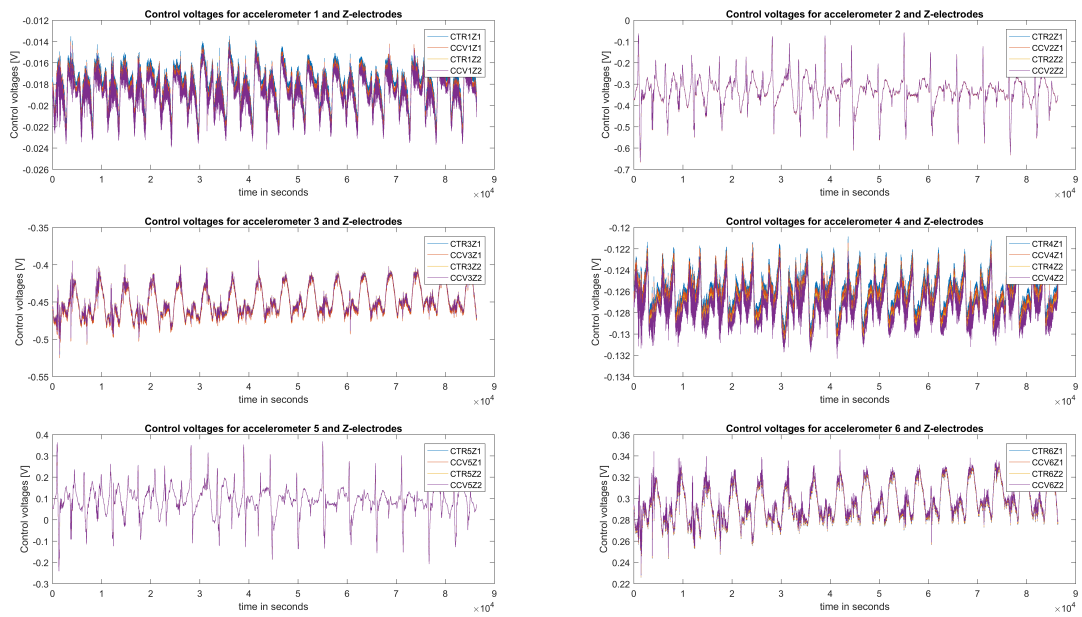 Control voltages for accelerometer 1 and Z-electrodes
Control voltages [V]
-0.012
-0.014
-0.016
-0.018
-0.02
-0.022
-0.024
-0.026
CTR1Z1
CCV1Z1
CTR1Z2
CCV1Z2
0 1 2 3 4 5 6 7 8 9
×10^4
time in seconds
Control voltages for accelerometer 2 and Z-electrodes
Control voltages [V]
0
-0.1
-0.2
-0.3
-0.4
-0.5
-0.6
-0.7
CTR2Z1
CCV2Z1
CTR2Z2
CCV2Z2
0 1 2 3 4 5 6 7 8 9
×10^4
time in seconds
Control voltages for accelerometer 3 and Z-electrodes
Control voltages [V]
-0.35
-0.4
-0.45
-0.5
-0.55
CTR3Z1
CCV3Z1
CTR3Z2
CCV3Z2
0 1 2 3 4 5 6 7 8 9
×10^4
time in seconds
Control voltages for accelerometer 4 and Z-electrodes
Control voltages [V]
-0.12
-0.122
-0.124
-0.126
-0.128
-0.13
-0.132
-0.134
CTR4Z1
CCV4Z1
CTR4Z2
CCV4Z2
0 1 2 3 4 5 6 7 8 9
×10^4
time in seconds
Control voltages for accelerometer 5 and Z-electrodes
Control voltages [V]
0.4
0.3
0.2
0.1
0
-0.1
-0.2
-0.3
CTR5Z1
CCV5Z1
CTR5Z2
CCV5Z2
0 1 2 3 4 5 6 7 8 9
×10^4
time in seconds
Control voltages for accelerometer 6 and Z-electrodes
Control voltages [V]
0.36
0.34
0.32
0.3
0.28
0.26
0.24
0.22
CTR6Z1
CCV6Z1
CTR6Z2
CCV6Z2
0 1 2 3 4 5 6 7 8 9
×10^4
time in seconds